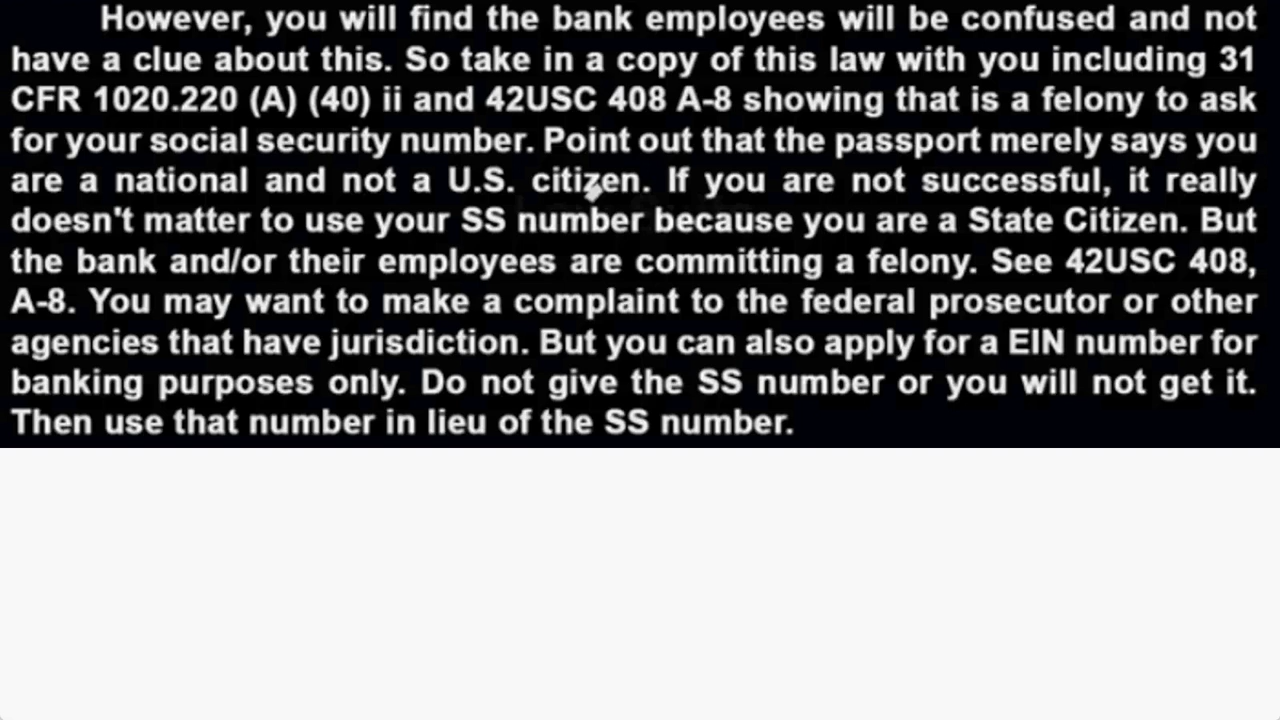 However, you will find the bank employees will be confused and not
have a clue about this. So take in a copy of this law with you including 31
CFR 1020.220 (A) (40) ii and 42USC 408 A-8 showing that is a felony to ask
for your social security number. Point out that the passport merely says you
are a national and not a U.S. citizen. If you are not successful, it really
doesn't matter to use your SS number because you are a State Citizen. But
the bank and/or their employees are committing a felony. See 42USC 408,
A-8. You may want to make a complaint to the federal prosecutor or other
agencies that have jurisdiction. But you can also apply for a EIN number for
banking purposes only. Do not give the SS number or you will not get it.
Then use that number in lieu of the SS number.